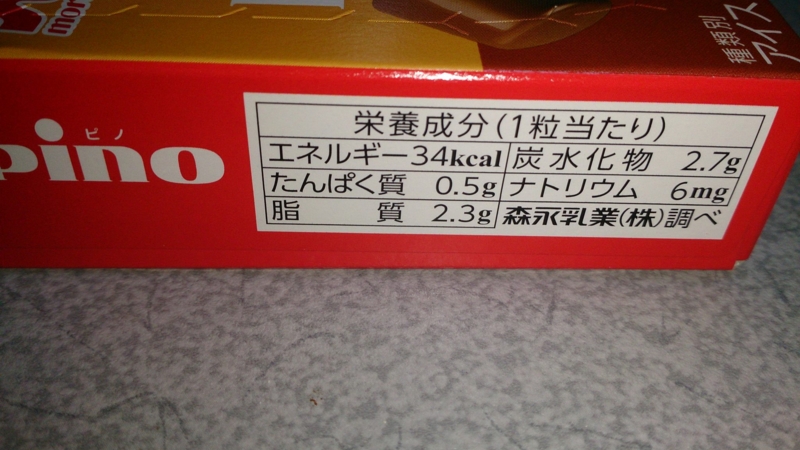 mor
種類別
アイス
ピノ
pino
栄養成分(1粒当たり)
エネルギー34kcal 炭水化物 2.7g
たんぱく質 0.5g ナトリウム 6mg
脂質 2.3g 森永乳業(株)調べ